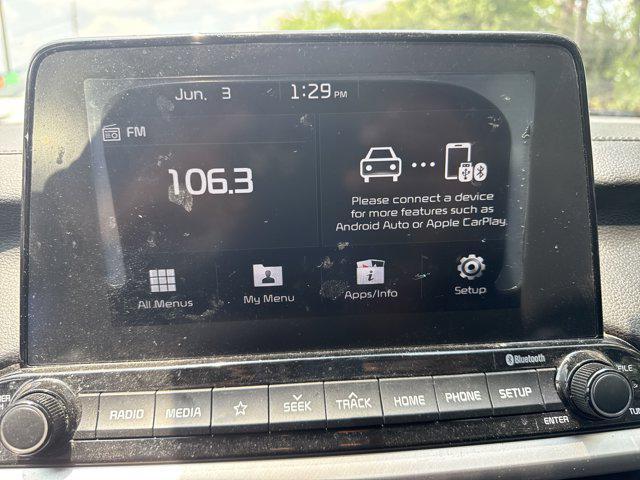 Jun. 3 1:29 PM
FM
106.3
Please connect a device
for more features such as
Android Auto or Apple CarPlay.
All Menus My Menu Apps/Info Setup
Bluetooth
RADIO MEDIA SEEK TRACK HOME PHONE SETUP
FILE
ENTER